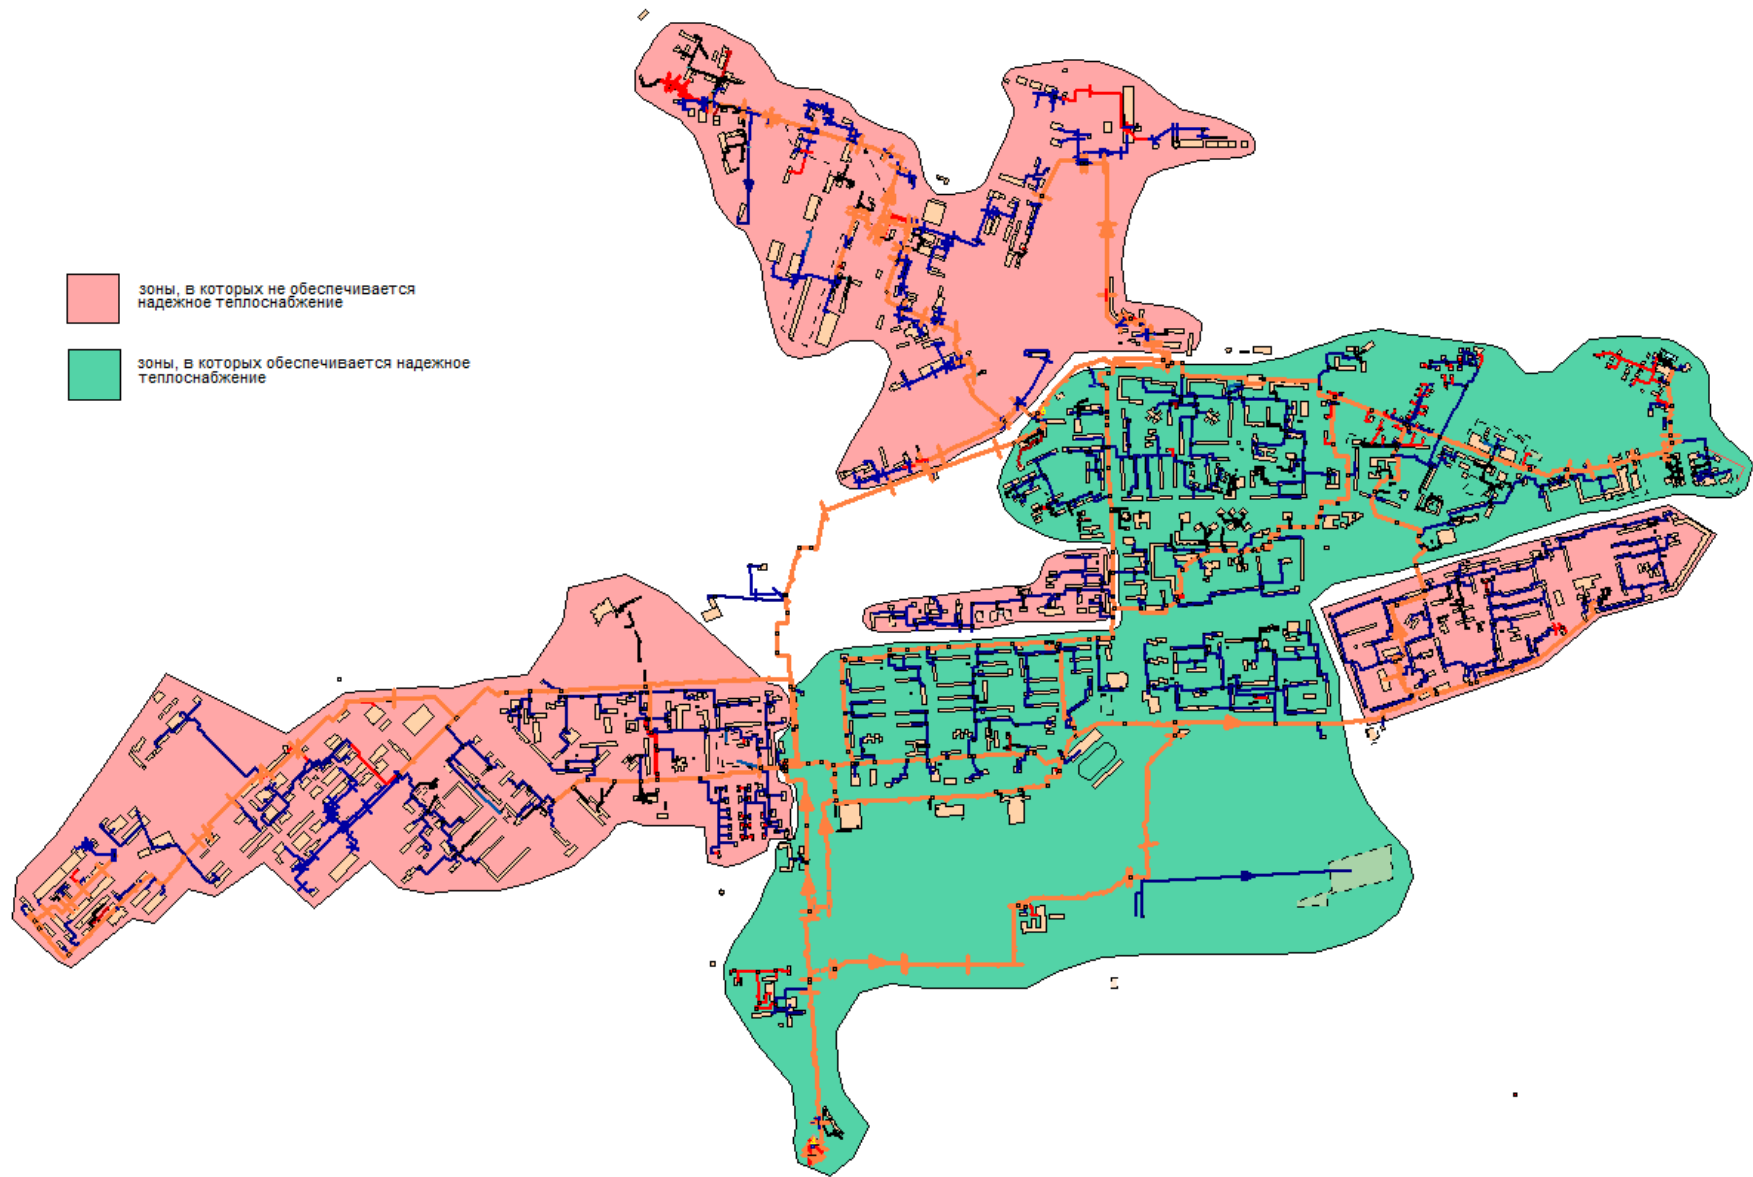 зоны, в которых не обеспечивается
надежное теплоснабжение
зоны, в которых обеспечивается надежное
теплоснабжение